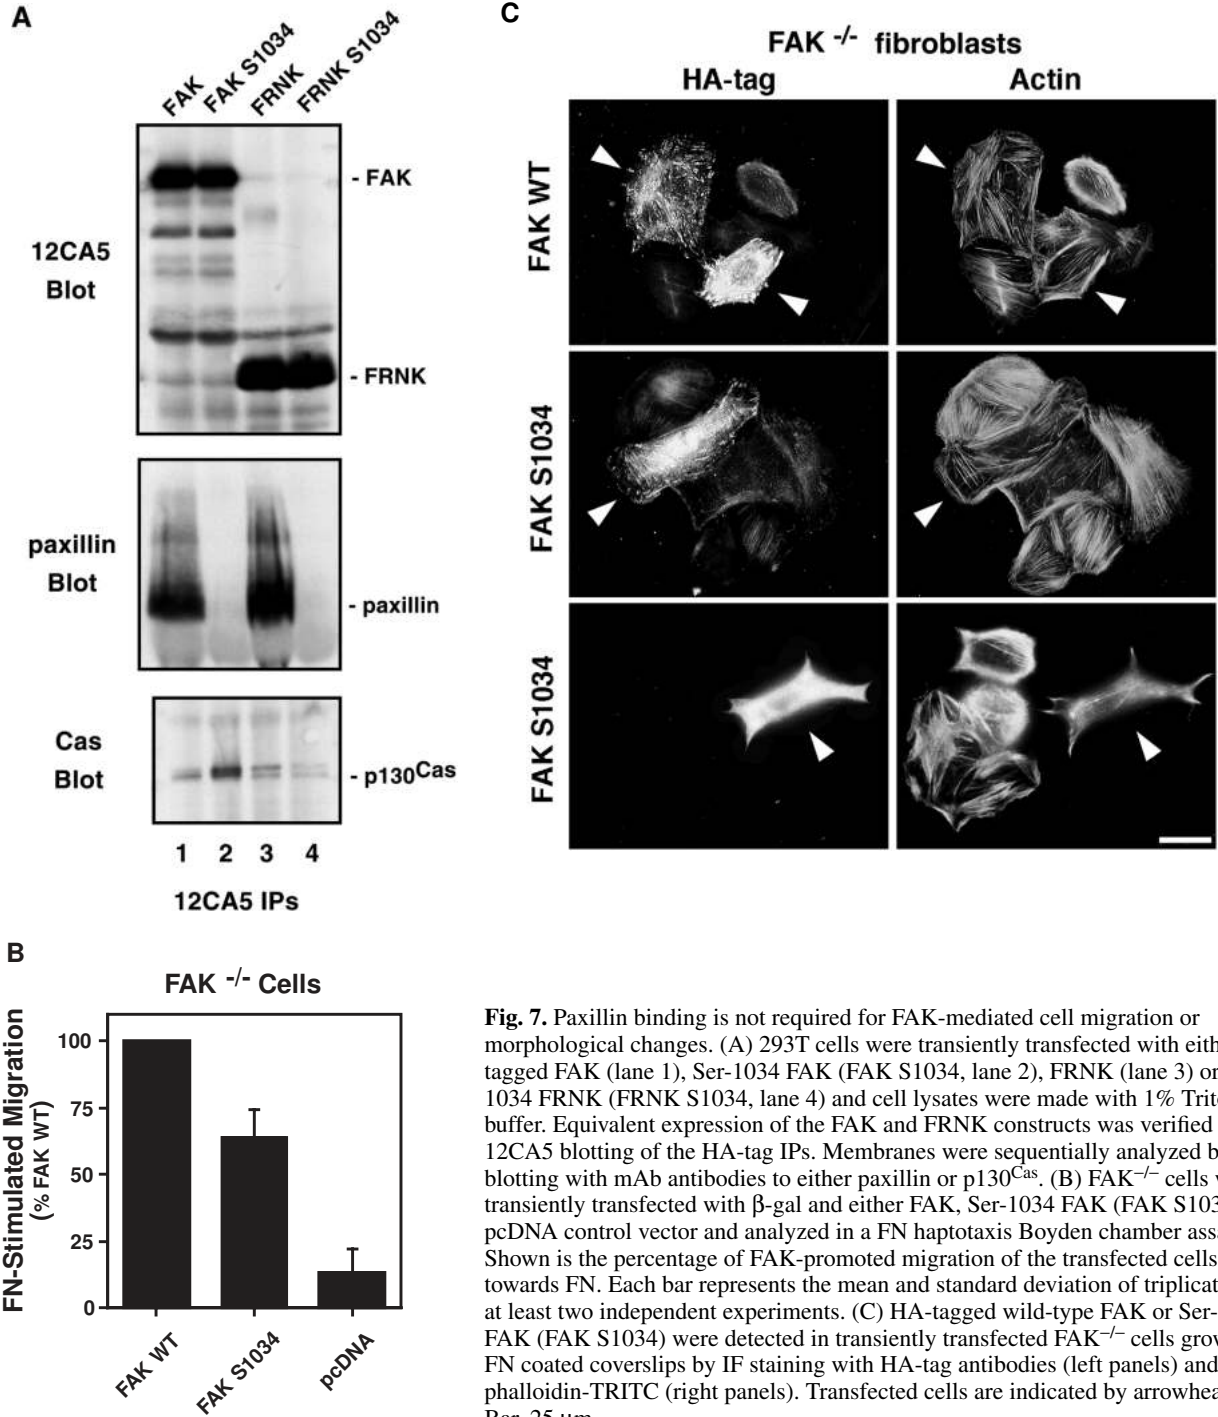 A
FAK
FAK S1034
FRNK
FRNK S1034
12CA5
Blot
- FAK
- FRNK
paxillin
Blot
- paxillin
Cas
Blot
- p130Cas
1 2 3 4
12CA5 IPs
C
FAK -/- fibroblasts
HA-tag Actin
FAK WT
FAK S1034
FAK S1034
B
FAK -/- Cells
FN-Stimulated Migration
(% FAK WT)
100
75
50
25
0
FAK WT
FAK S1034
pcDNA
Fig. 7. Paxillin binding is not required for FAK-mediated cell migration or
morphological changes. (A) 293T cells were transiently transfected with eith
tagged FAK (lane 1), Ser-1034 FAK (FAK S1034, lane 2), FRNK (lane 3) or
1034 FRNK (FRNK S1034, lane 4) and cell lysates were made with 1% Trito
buffer. Equivalent expression of the FAK and FRNK constructs was verified
12CA5 blotting of the HA-tag IPs. Membranes were sequentially analyzed b
blotting with mAb antibodies to either paxillin or p130Cas. (B) FAK–/– cells w
transiently transfected with β-gal and either FAK, Ser-1034 FAK (FAK S103
pcDNA control vector and analyzed in a FN haptotaxis Boyden chamber ass
Shown is the percentage of FAK-promoted migration of the transfected cells
towards FN. Each bar represents the mean and standard deviation of triplicat
at least two independent experiments. (C) HA-tagged wild-type FAK or Ser-
FAK (FAK S1034) were detected in transiently transfected FAK–/– cells grow
FN coated coverslips by IF staining with HA-tag antibodies (left panels) and
phalloidin-TRITC (right panels). Transfected cells are indicated by arrowhea
Bar, 25 μm